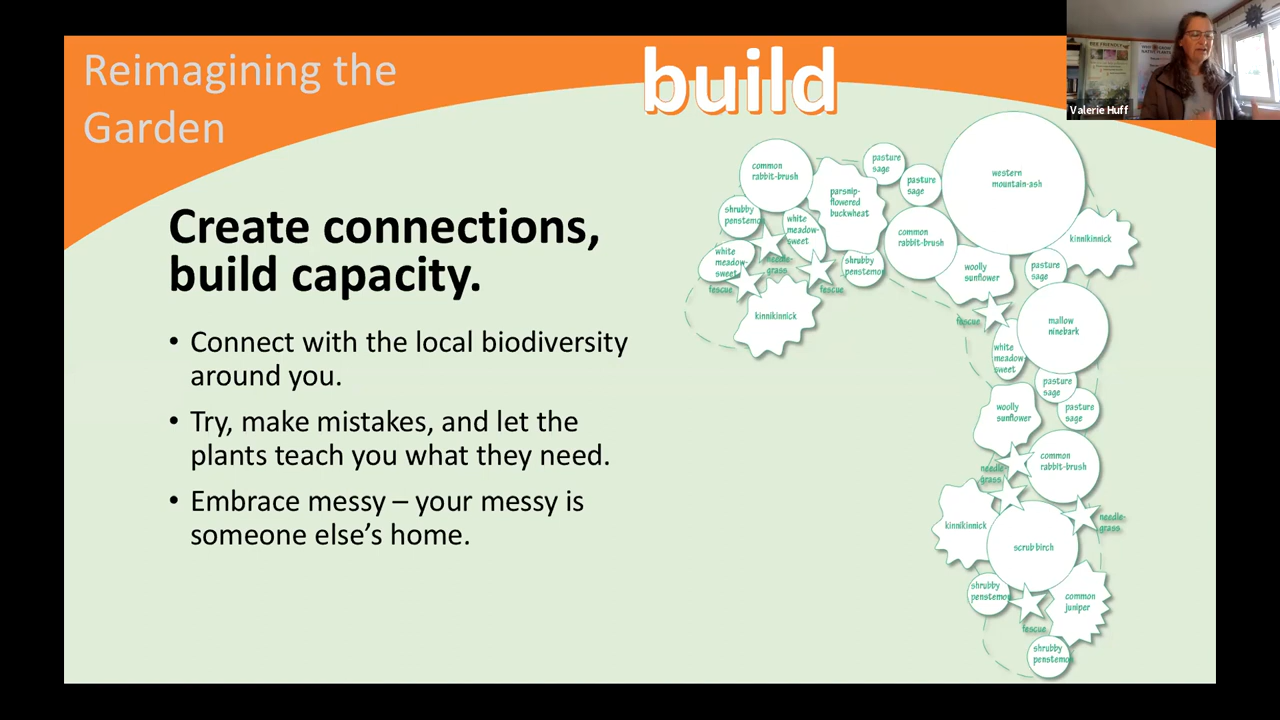 Reimagining the
Garden
build
Valerie Huff
Create connections,
build capacity.
• Connect with the local biodiversity
around you.
• Try, make mistakes, and let the
plants teach you what they need.
• Embrace messy – your messy is
someone else's home.
common
rabbit-brush
parsnip-
flowered
buckwheat
pasture
sage
pasture
sage
western
mountain-ash
shrubby
penstemon
white
meadow-
sweet
common
rabbit-brush
kinnikinnick
white
meadow-
sweet
needle-
grass
shrubby
penstemon
woolly
sunflower
pasture
sage
fescue
fescue
kinnikinnick
fescue
mallow
ninebark
white
meadow-
sweet
pasture
sage
woolly
sunflower
pasture
sage
needle-
grass
common
rabbit-brush
kinnikinnick
needle-
grass
scrub birch
shrubby
penstemon
common
juniper
fescue
shrubby
penstemon